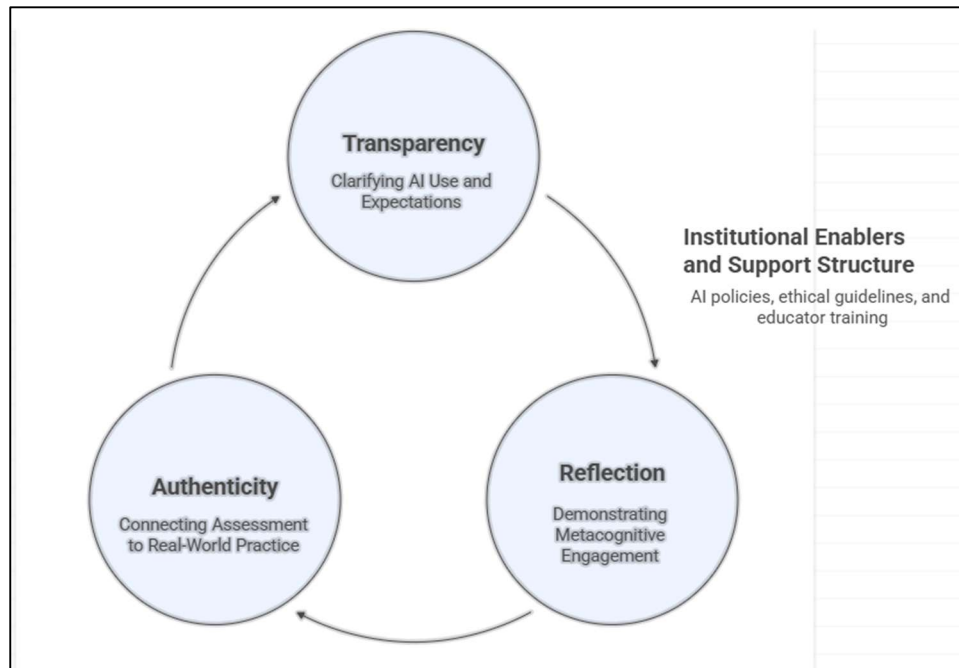 Transparency
Clarifying AI Use and
Expectations
Institutional Enablers
and Support Structure
AI policies, ethical guidelines, and
educator training
Authenticity
Connecting Assessment
to Real-World Practice
Reflection
Demonstrating
Metacognitive
Engagement